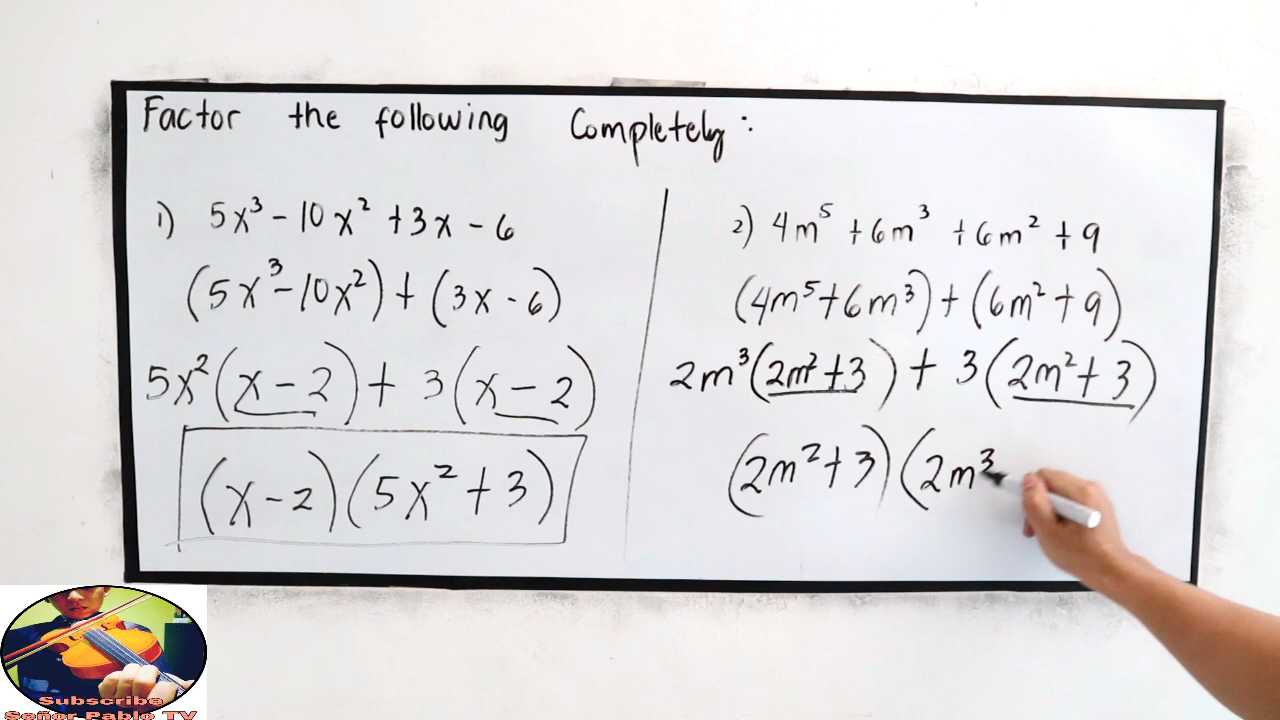 Factor the following Completely:
1) 5x³ - 10x² + 3x - 6
(5x³ - 10x²) + (3x - 6)
5x²(x - 2) + 3(x - 2)
(x - 2)(5x² + 3)
2) 4m⁵ + 6m³ + 6m² + 9
(4m⁵ + 6m³) + (6m² + 9)
2m³(2m² + 3) + 3(2m² + 3)
(2m² + 3)(2m³
Subscribe
Señor Pablo TV